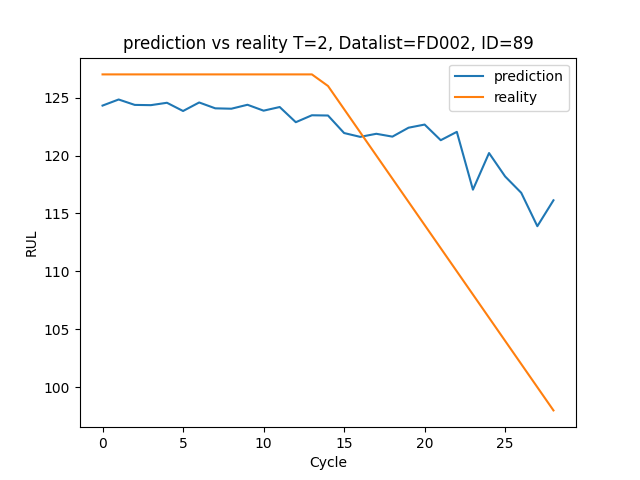 prediction vs reality T=2, Datalist=FD002, ID=89
prediction
reality
125
120
115
110
105
100
RUL
0 5 10 15 20 25
Cycle